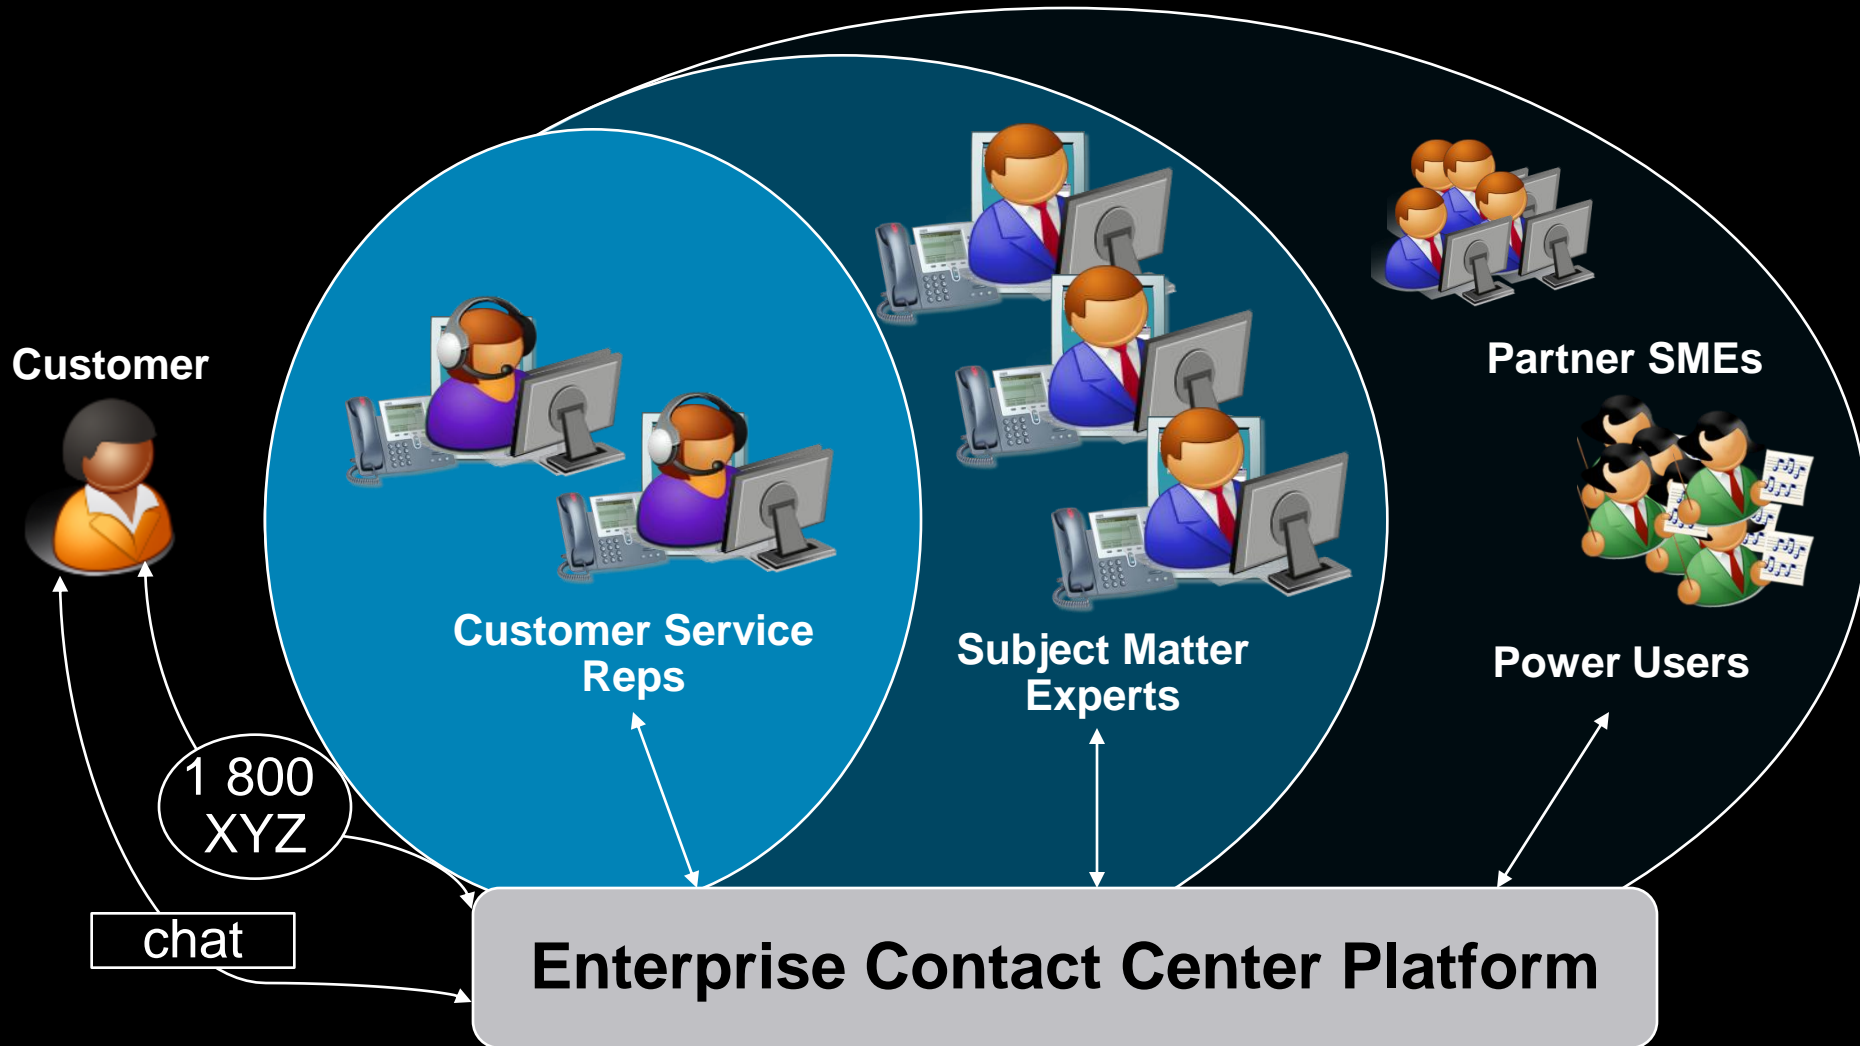 Customer
Partner SMEs
Customer Service
Reps
Subject Matter
Experts
Power Users
1 800
XYZ
chat
Enterprise Contact Center Platform